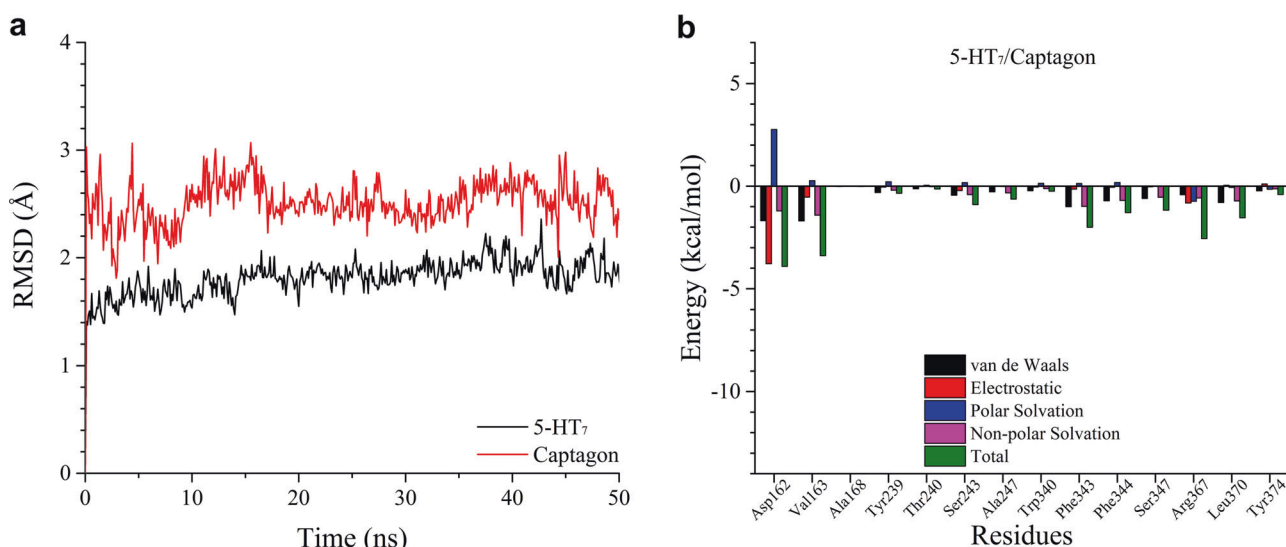 a
4
3
2
1
0
RMSD (Å)
5-HT₇
Captagon
0
10
20
30
40
50
Time (ns)
b
5-HT₇/Captagon
5
0
-5
-10
Energy (kcal/mol)
van de Waals
Electrostatic
Polar Solvation
Non-polar Solvation
Total
Asp162
Val163
Ala168
Tyr239
Thr240
Ser243
Ala247
Trp340
Phe343
Phe344
Ser347
Arg367
Leu370
Tyr374
Residues